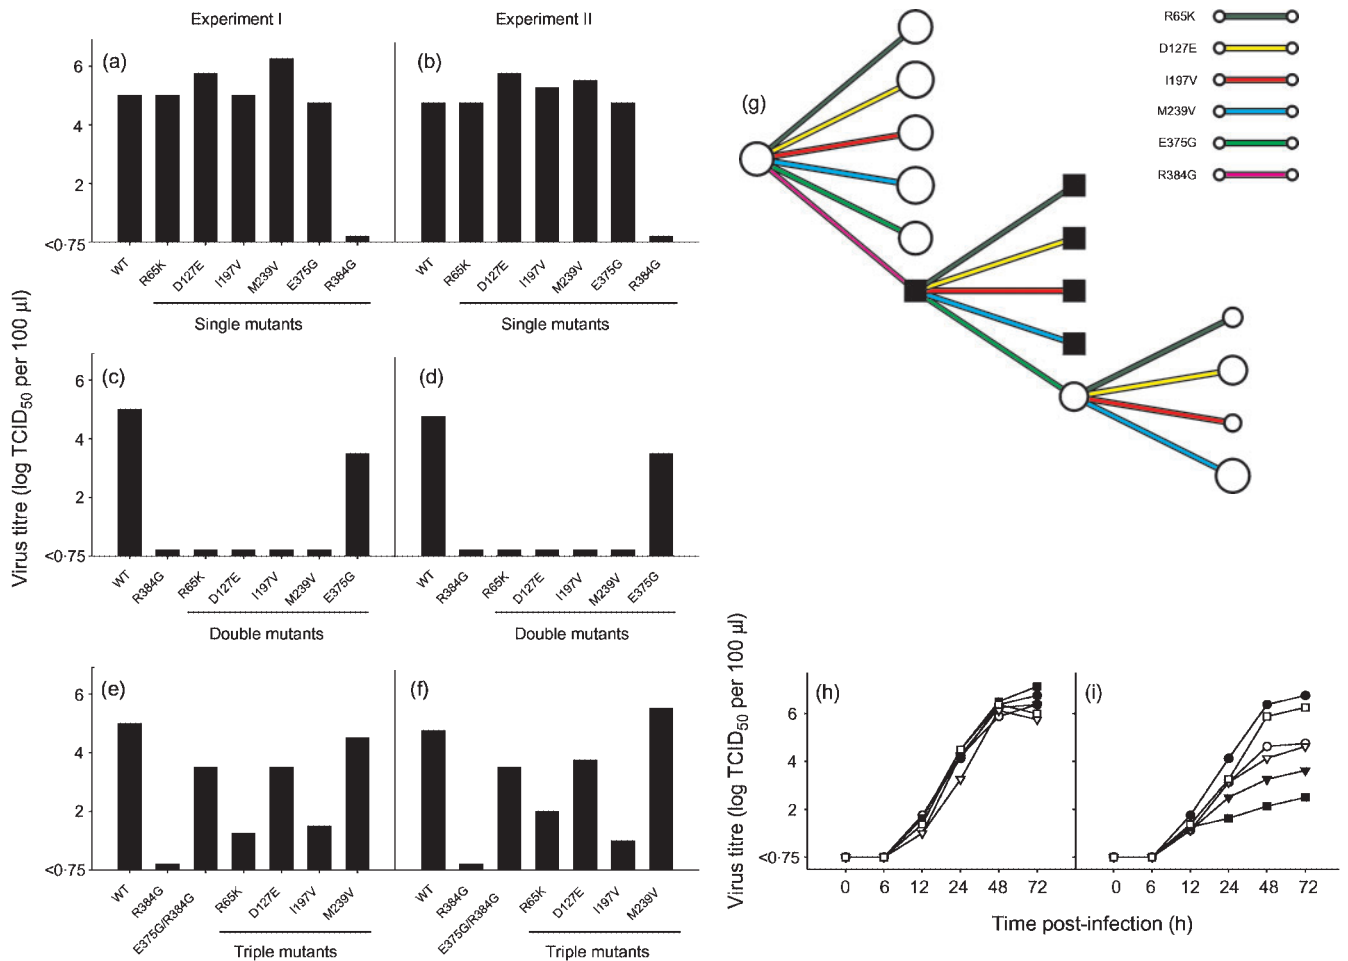 Experiment I
Experiment II
Virus titre (log TCID50 per 100 µl)
(a)
6
4
2
<0·75
WT
R65K
D127E
I197V
M239V
E375G
R384G
Single mutants
(b)
WT
R65K
D127E
I197V
M239V
E375G
R384G
Single mutants
(c)
6
4
2
<0·75
WT
R384G
R65K
D127E
I197V
M239V
E375G
Double mutants
(d)
WT
R384G
R65K
D127E
I197V
M239V
E375G
Double mutants
(e)
6
4
2
<0·75
WT
R384G
E375G/R384G
R65K
D127E
I197V
M239V
Triple mutants
(f)
WT
R384G
E375G/R384G
R65K
D127E
I197V
M239V
Triple mutants
(g)
R65K
D127E
I197V
M239V
E375G
R384G
Virus titre (log TCID50 per 100 µl)
(h)
6
4
2
<0·75
0 6 12 24 48 72
(i)
0 6 12 24 48 72
Time post-infection (h)